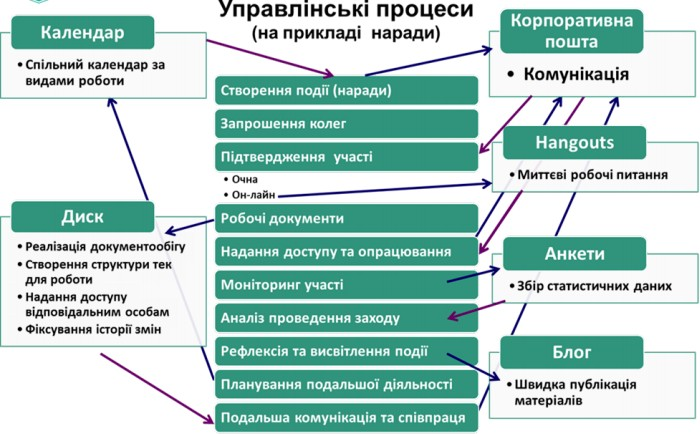 Управлінські процеси
(на прикладі наради)
Календар
• Спільний календар за
видами роботи
Диск
• Реалізація документообігу
• Створення структури тек
для роботи
• Надання доступу
відповідальним особам
• Фіксування історії змін
Створення події (наради)
Запрошення колег
Підтвердження участі
• Очна
• Он-лайн
Робочі документи
Надання доступу та опрацювання
Моніторинг участі
Аналіз проведення заходу
Рефлексія та висвітлення події
Планування подальшої діяльності
Подальша комунікація та співпраця
Корпоративна
пошта
• Комунікація
Hangouts
• Миттєві робочі питання
Анкети
• Збір статистичних даних
Блог
• Швидка публікація
матеріалів